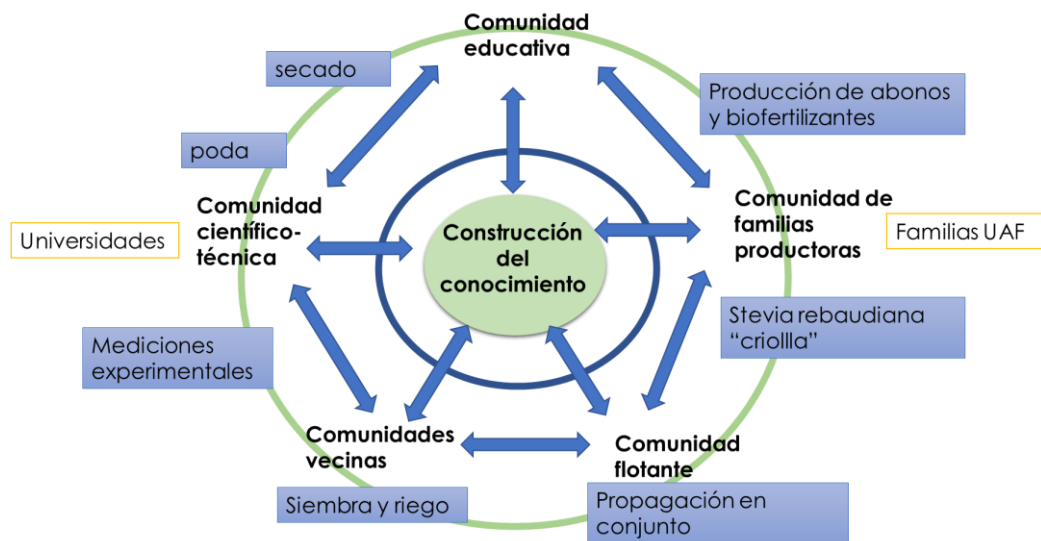 Comunidad
educativa
secado
Producción de abonos
y biofertilizantes
poda
Comunidad
científico-
técnica
Universidades
Construcción
del
conocimiento
Comunidad de
familias
productoras
Familias UAF
Mediciones
experimentales
Stevia rebaudiana
“criollla”
Comunidades
vecinas
Comunidad
flotante
Siembra y riego
Propagación en
conjunto